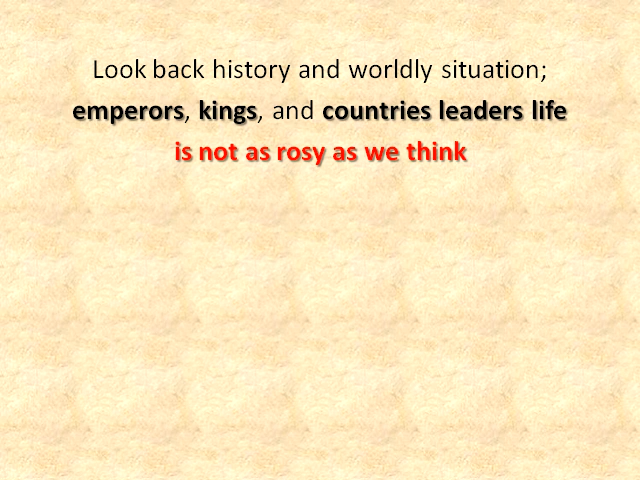 Look back history and worldly situation;
emperors, kings, and countries leaders life
is not as rosy as we think